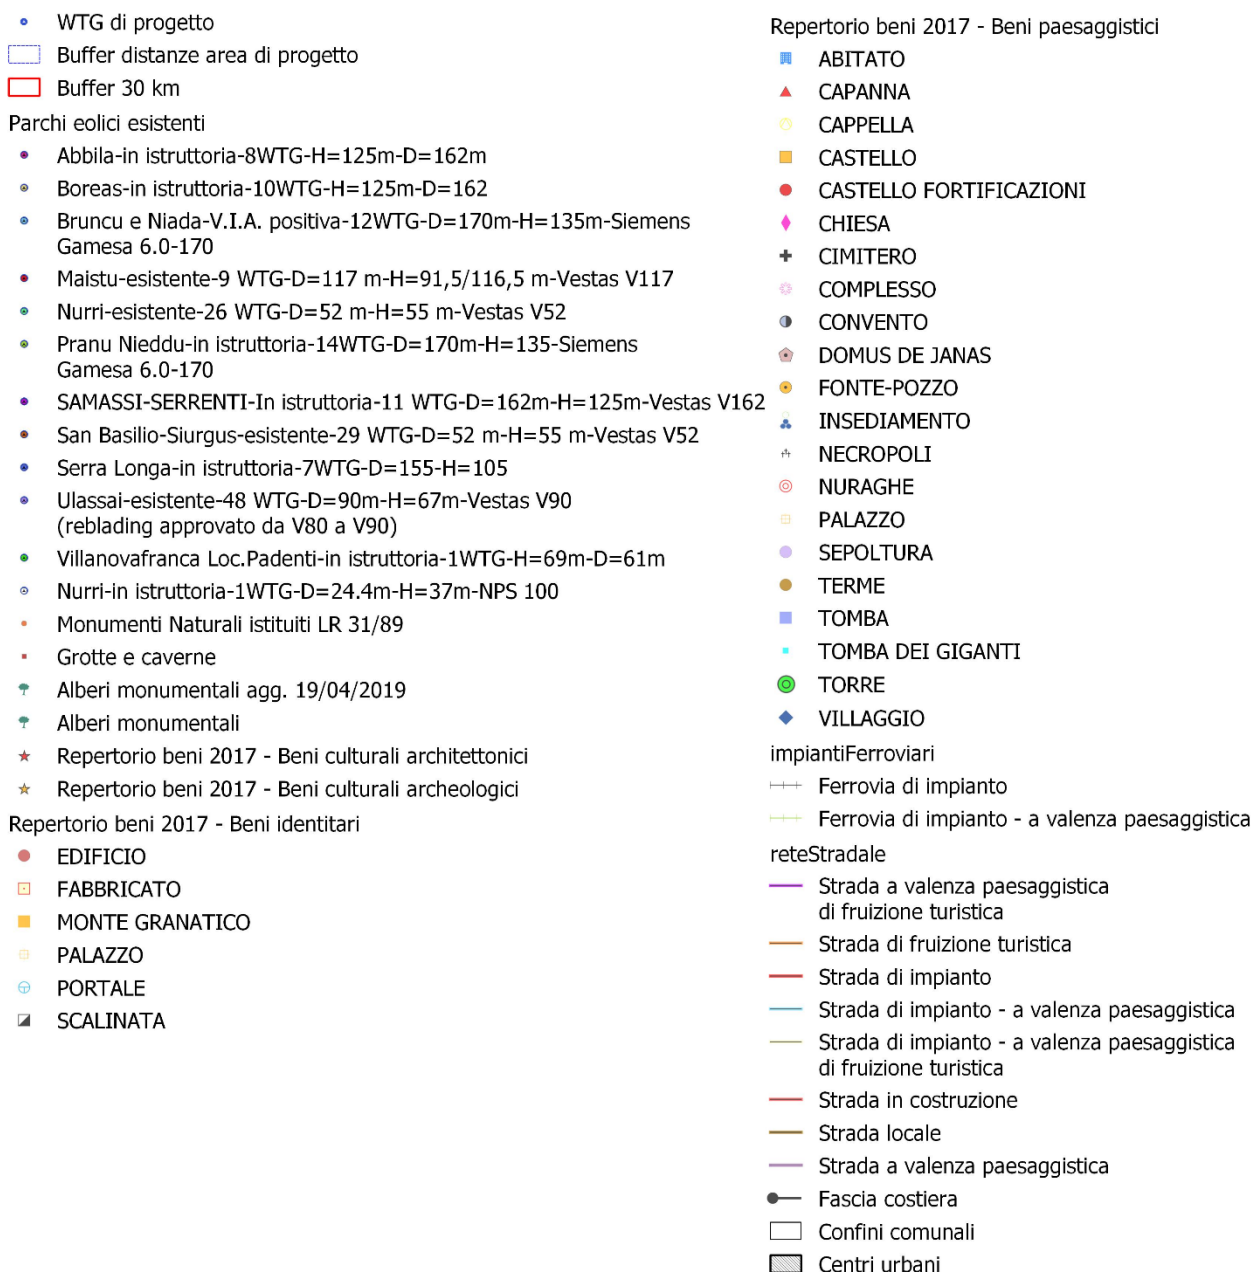 WTG di progetto
Buffer distanze area di progetto
Buffer 30 km
Parchi eolici esistenti
Abbila-in istruttoria-8WTG-H=125m-D=162m
Boreas-in istruttoria-10WTG-H=125m-D=162
Bruncu e Niada-V.I.A. positiva-12WTG-D=170m-H=135m-Siemens
Gamesa 6.0-170
Maistu-esistente-9 WTG-D=117 m-H=91,5/116,5 m-Vestas V117
Nurri-esistente-26 WTG-D=52 m-H=55 m-Vestas V52
Pranu Nieddu-in istruttoria-14WTG-D=170m-H=135-Siemens
Gamesa 6.0-170
SAMASSI-SERRENTI-In istruttoria-11 WTG-D=162m-H=125m-Vestas V162
San Basilio-Siurgus-esistente-29 WTG-D=52 m-H=55 m-Vestas V52
Serra Longa-in istruttoria-7WTG-D=155-H=105
Ulassai-esistente-48 WTG-D=90m-H=67m-Vestas V90
(reblading approvato da V80 a V90)
Villanovafranca Loc.Padenti-in istruttoria-1WTG-H=69m-D=61m
Nurri-in istruttoria-1WTG-D=24.4m-H=37m-NPS 100
Monumenti Naturali istituiti LR 31/89
Grotte e caverne
Alberi monumentali agg. 19/04/2019
Alberi monumentali
Repertorio beni 2017 - Beni culturali architettonici
Repertorio beni 2017 - Beni culturali archeologici
Repertorio beni 2017 - Beni identitari
EDIFICIO
FABBRICATO
MONTE GRANATICO
PALAZZO
PORTALE
SCALINATA
Repertorio beni 2017 - Beni paesaggistici
ABITATO
CAPANNA
CAPPELLA
CASTELLO
CASTELLO FORTIFICAZIONI
CHIESA
CIMITERO
COMPLESSO
CONVENTO
DOMUS DE JANAS
FONTE-POZZO
INSEDIAMENTO
NECROPOLI
NURAGHE
PALAZZO
SEPOLTURA
TERME
TOMBA
TOMBA DEI GIGANTI
TORRE
VILLAGGIO
impiantiFerroviari
Ferrovia di impianto
Ferrovia di impianto - a valenza paesaggistica
reteStradale
Strada a valenza paesaggistica
di fruizione turistica
Strada di fruizione turistica
Strada di impianto
Strada di impianto - a valenza paesaggistica
Strada di impianto - a valenza paesaggistica
di fruizione turistica
Strada in costruzione
Strada locale
Strada a valenza paesaggistica
Fascia costiera
Confini comunali
Centri urbani